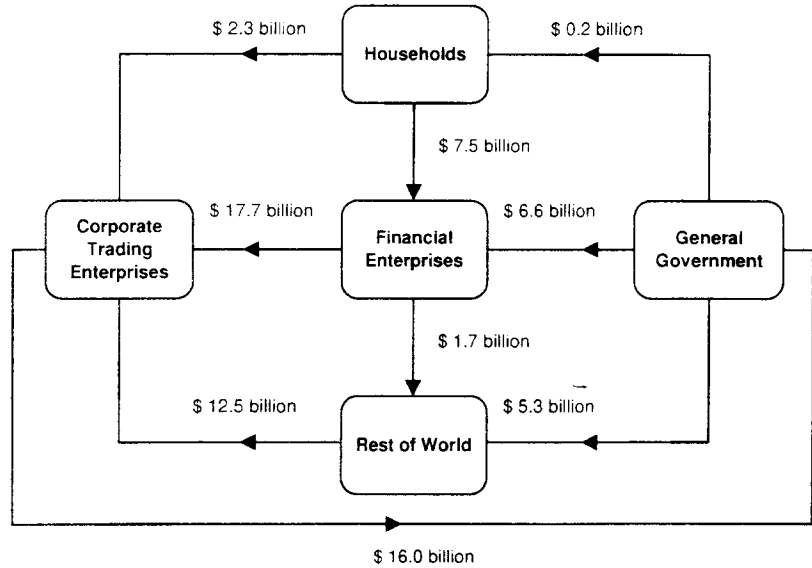 $ 2.3 billion
Households
$ 0.2 billion
$ 7.5 billion
Corporate
Trading
Enterprises
$ 17.7 billion
Financial
Enterprises
$ 6.6 billion
General
Government
$ 1.7 billion
$ 12.5 billion
Rest of World
$ 5.3 billion
$ 16.0 billion